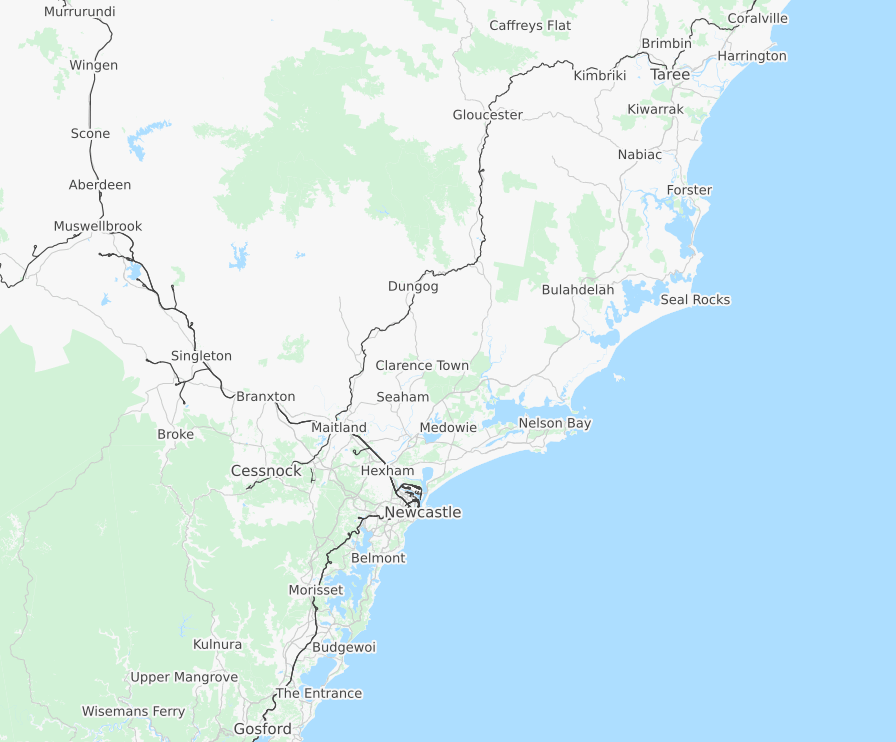 Murrurundi
Coralville
Caffreys Flat
Brimbin
Harrington
Wingen
Kimbriki
Taree
Kiwarrak
Gloucester
Scone
Nabiac
Aberdeen
Forster
Muswellbrook
Dungog
Bulahdelah
Seal Rocks
Singleton
Clarence Town
Branxton
Seaham
Nelson Bay
Maitland
Medowie
Broke
Cessnock
Hexham
Newcastle
Belmont
Morisset
Kulnura
Budgewoi
Upper Mangrove
The Entrance
Wisemans Ferry
Gosford